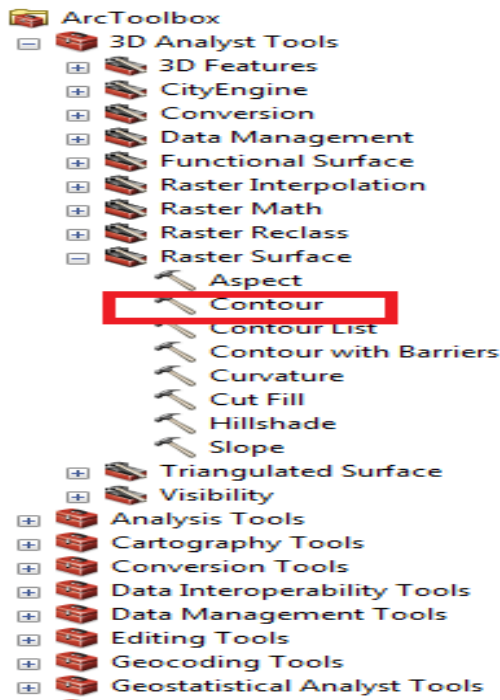 ArcToolbox
3D Analyst Tools
3D Features
CityEngine
Conversion
Data Management
Functional Surface
Raster Interpolation
Raster Math
Raster Reclass
Raster Surface
Aspect
Contour
Contour List
Contour with Barriers
Curvature
Cut Fill
Hillshade
Slope
Triangulated Surface
Visibility
Analysis Tools
Cartography Tools
Conversion Tools
Data Interoperability Tools
Data Management Tools
Editing Tools
Geocoding Tools
Geostatistical Analyst Tools